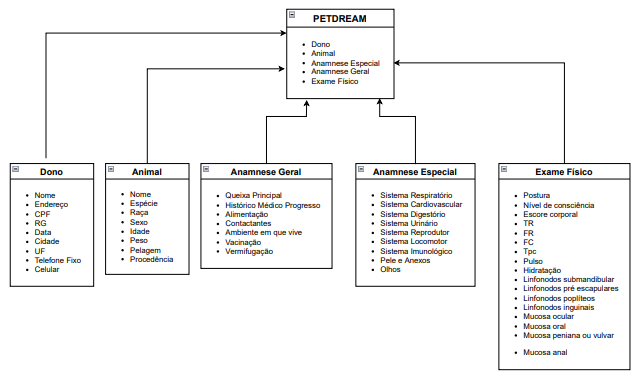 PETDREAM
Dono
Animal
Anamnese Especial
Anamnese Geral
Exame Físico
Dono
Nome
Endereço
CPF
RG
Data
Cidade
UF
Telefone Fixo
Celular
Animal
Nome
Espécie
Raça
Sexo
Idade
Peso
Pelagem
Procedência
Anamnese Geral
Queixa Principal
Histórico Médico Progresso
Alimentação
Contactantes
Ambiente em que vive
Vacinação
Vermifugação
Anamnese Especial
Sistema Respiratório
Sistema Cardiovascular
Sistema Digestório
Sistema Urinário
Sistema Reprodutor
Sistema Locomotor
Sistema Imunológico
Pele e Anexos
Olhos
Exame Físico
Postura
Nível de consciência
Escore corporal
TR
FR
FC
Tpc
Pulso
Hidratação
Linfonodos submandibular
Linfonodos pré escapulares
Linfonodos poplíteos
Linfonodos inguinais
Mucosa ocular
Mucosa oral
Mucosa peniana ou vulvar
Mucosa anal